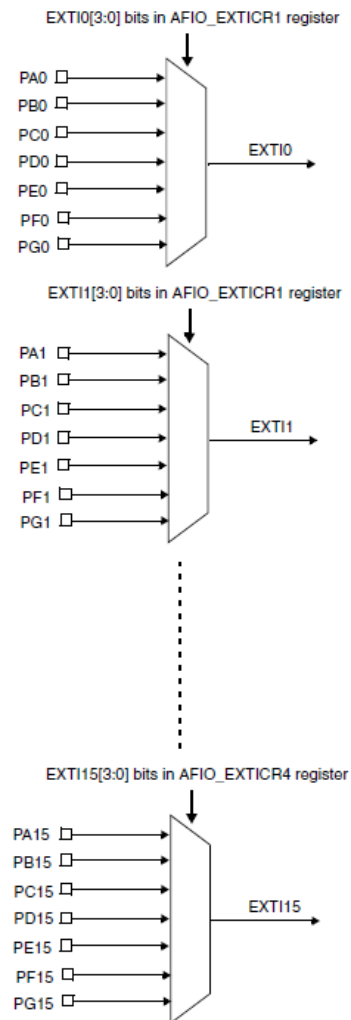 EXTI0[3:0] bits in AFIO_EXTICR1 register
PA0
PB0
PC0
PD0
PE0
PF0
PG0
EXTI0
EXTI1[3:0] bits in AFIO_EXTICR1 register
PA1
PB1
PC1
PD1
PE1
PF1
PG1
EXTI1
EXTI15[3:0] bits in AFIO_EXTICR4 register
PA15
PB15
PC15
PD15
PE15
PF15
PG15
EXTI15